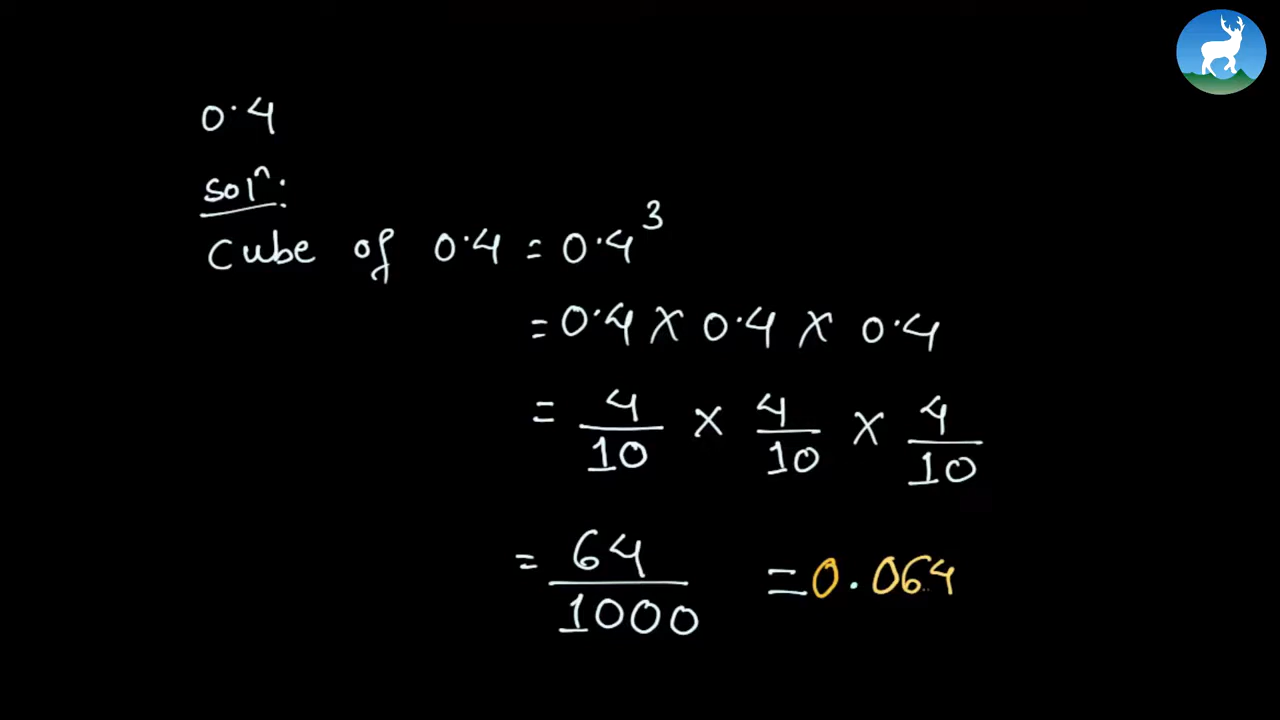 0.4
Solⁿ:
Cube of 0.4 = 0.4³
= 0.4 × 0.4 × 0.4
= 4/10 × 4/10 × 4/10
= 64/1000 = 0.064